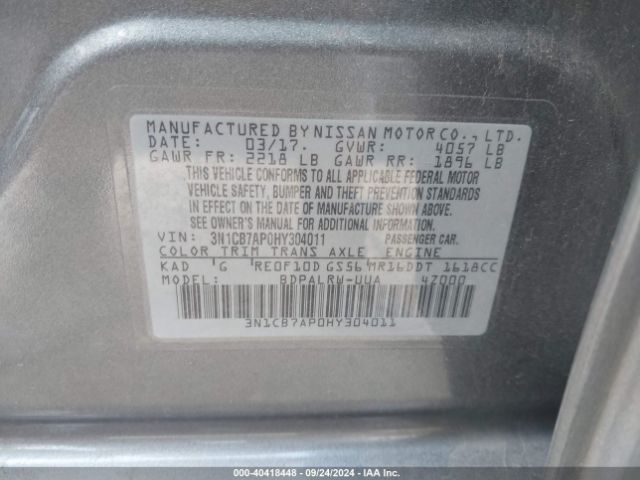 MANUFACTURED BY NISSAN MOTOR CO., LTD.
DATE: 03/17. GVWR: 4057 LB
GAWR FR: 2218 LB GAWR RR: 1896 LB
THIS VEHICLE CONFORMS TO ALL APPLICABLE FEDERAL MOTOR
VEHICLE SAFETY, BUMPER AND THEFT PREVENTION STANDARDS
IN EFFECT ON THE DATE OF MANUFACTURE SHOWN ABOVE.
SEE OWNER'S MANUAL FOR ADDITIONAL INFORMATION
VIN: 3N1CB7AP0HY304011 PASSENGER CAR.
COLOR TRIM TRANS AXLE ENGINE
KAD 'G 'RE0F10D GS56 'MR16DDT 1618CC
MODEL: BDPALRW-UUA 4Z000
3N1CB7AP0HY304011
000-40418448 - 09/24/2024 - IAA Inc.